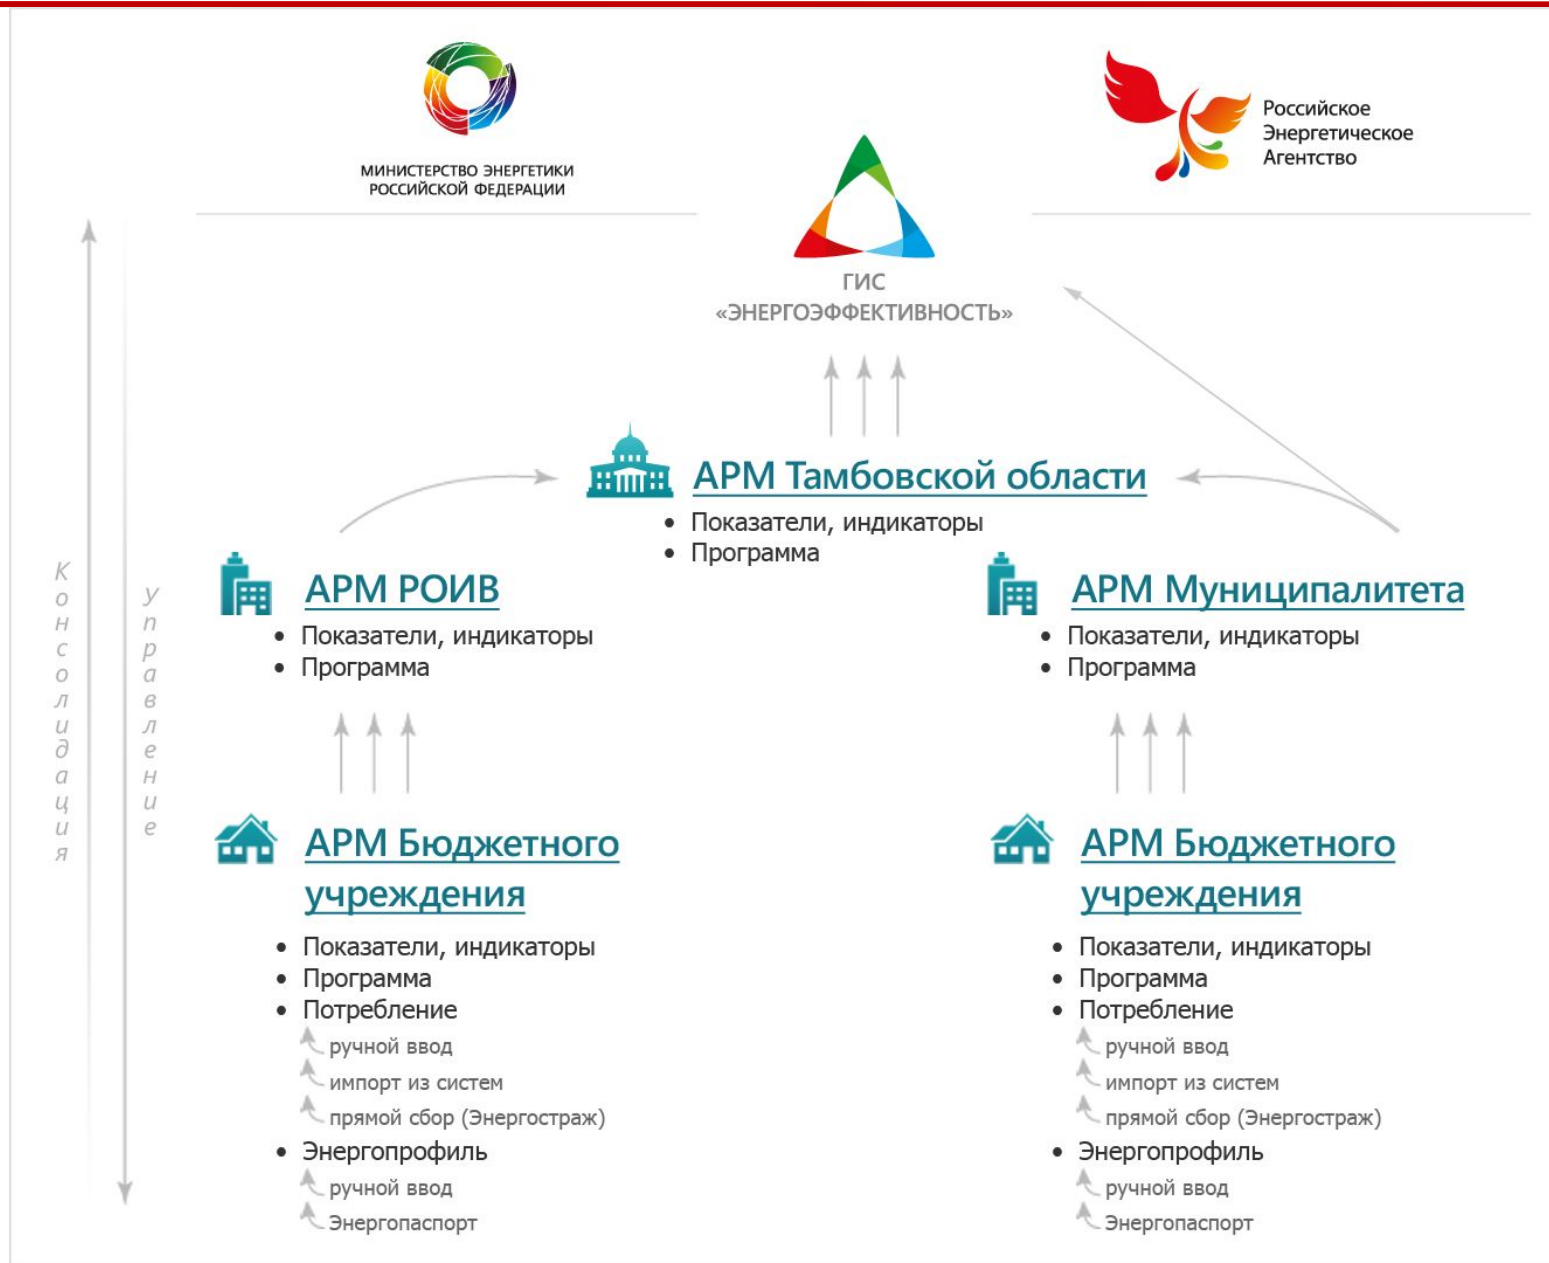 МИНИСТЕРСТВО ЭНЕРГЕТИКИ
РОССИЙСКОЙ ФЕДЕРАЦИИ
Российское
Энергетическое
Агентство
ГИС
«ЭНЕРГОЭФФЕКТИВНОСТЬ»
Консолидация
Управление
АРМ Тамбовской области
• Показатели, индикаторы
• Программа
АРМ РОИВ
• Показатели, индикаторы
• Программа
АРМ Муниципалитета
• Показатели, индикаторы
• Программа
АРМ Бюджетного
учреждения
• Показатели, индикаторы
• Программа
• Потребление
ручной ввод
импорт из систем
прямой сбор (Энергостраж)
• Энергопрофиль
ручной ввод
Энергопаспорт
АРМ Бюджетного
учреждения
• Показатели, индикаторы
• Программа
• Потребление
ручной ввод
импорт из систем
прямой сбор (Энергостраж)
• Энергопрофиль
ручной ввод
Энергопаспорт